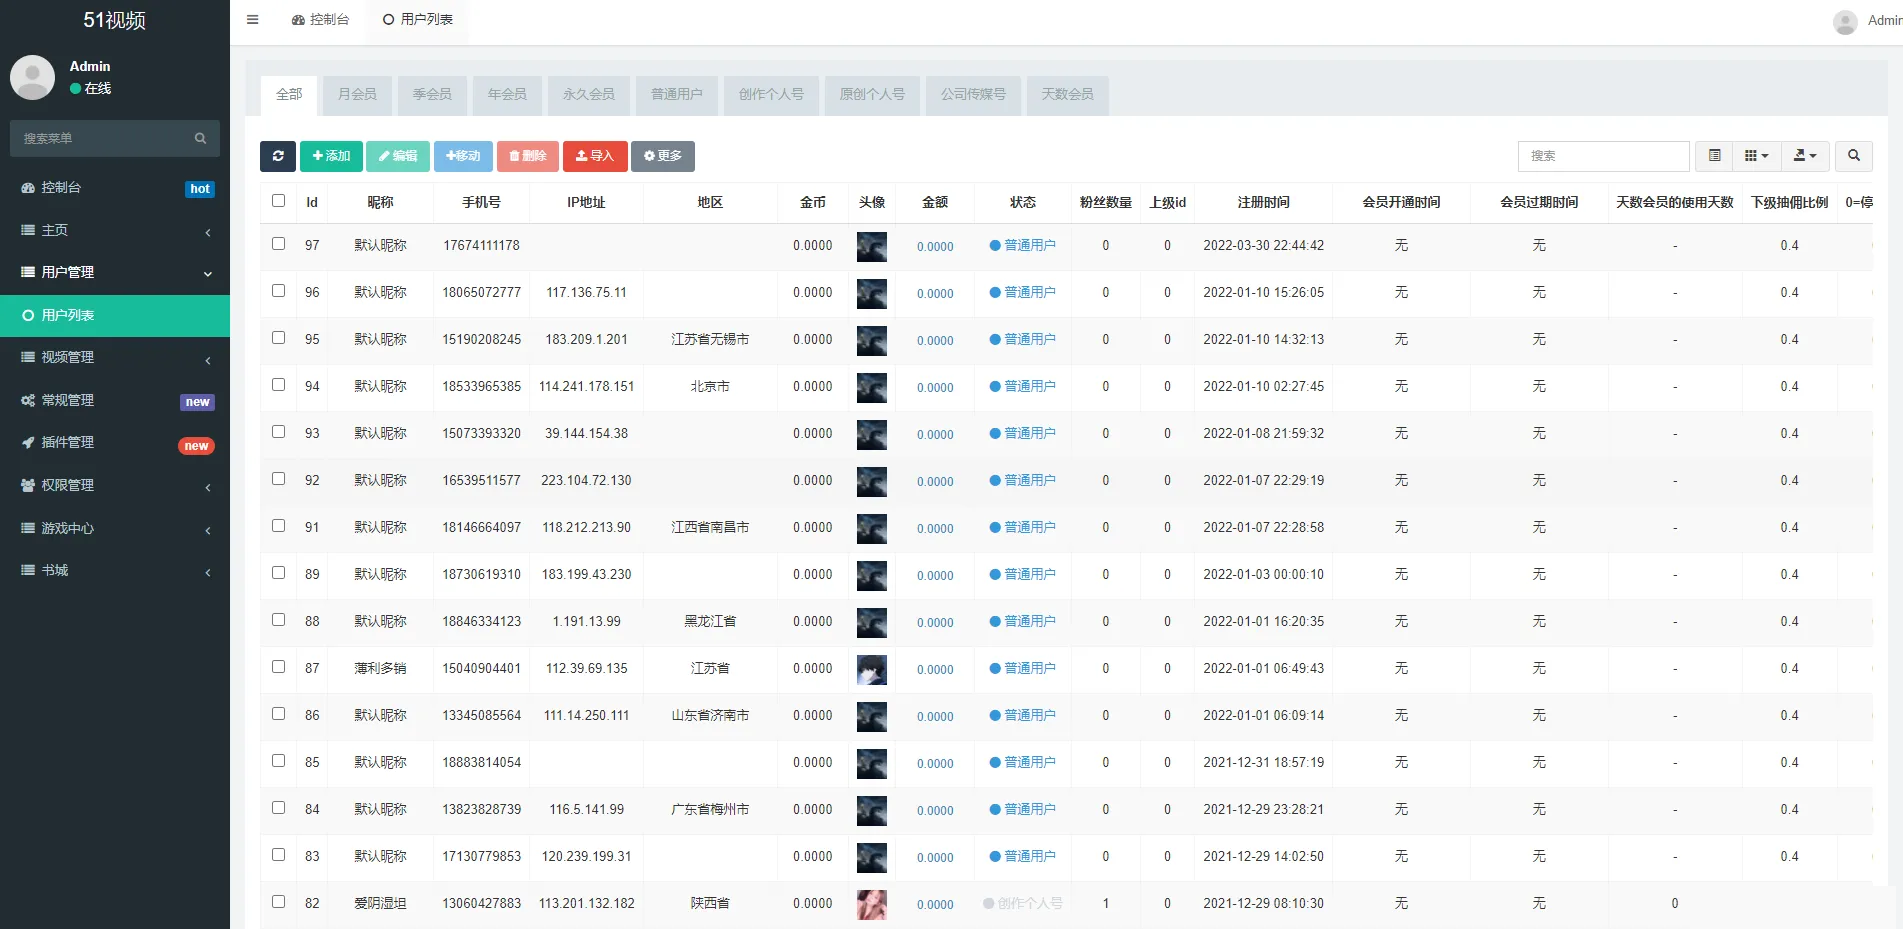 51视频
控制台 用户列表 Admin
Admin
在线
搜索菜单
控制台 hot
主页
用户管理
用户列表
视频管理
常规管理 new
插件管理 new
权限管理
游戏中心
书城
全部 月会员 季会员 年会员 永久会员 普通用户 创作个人号 原创个人号 公司传媒号 天数会员
添加 编辑 移动 删除 导入 更多 搜索
Id 昵称 手机号 IP地址 地区 金币 头像 金额 状态 粉丝数量 上级id 注册时间 会员开通时间 会员过期时间 天数会员的使用天数 下级抽佣比例 0=停
97 默认昵称 17674111178 0.0000 0.0000 普通用户 0 0 2022-03-30 22:44:42 无 无 - 0.4
96 默认昵称 18065072777 117.136.75.11 0.0000 0.0000 普通用户 0 0 2022-01-10 15:26:05 无 无 - 0.4
95 默认昵称 15190208245 183.209.1.201 江苏省无锡市 0.0000 0.0000 普通用户 0 0 2022-01-10 14:32:13 无 无 - 0.4
94 默认昵称 18533965385 114.241.178.151 北京市 0.0000 0.0000 普通用户 0 0 2022-01-10 02:27:45 无 无 - 0.4
93 默认昵称 15073393320 39.144.154.38 0.0000 0.0000 普通用户 0 0 2022-01-08 21:59:32 无 无 - 0.4
92 默认昵称 16539511577 223.104.72.130 0.0000 0.0000 普通用户 0 0 2022-01-07 22:29:19 无 无 - 0.4
91 默认昵称 18146664097 118.212.213.90 江西省南昌市 0.0000 0.0000 普通用户 0 0 2022-01-07 22:28:58 无 无 - 0.4
89 默认昵称 18730619310 183.199.43.230 0.0000 0.0000 普通用户 0 0 2022-01-03 00:00:10 无 无 - 0.4
88 默认昵称 18846334123 1.191.13.99 黑龙江省 0.0000 0.0000 普通用户 0 0 2022-01-01 16:20:35 无 无 - 0.4
87 薄利多销 15040904401 112.39.69.135 江苏省 0.0000 0.0000 普通用户 0 0 2022-01-01 06:49:43 无 无 - 0.4
86 默认昵称 13345085564 111.14.250.111 山东省济南市 0.0000 0.0000 普通用户 0 0 2022-01-01 06:09:14 无 无 - 0.4
85 默认昵称 18883814054 0.0000 0.0000 普通用户 0 0 2021-12-31 18:57:19 无 无 - 0.4
84 默认昵称 13823828739 116.5.141.99 广东省梅州市 0.0000 0.0000 普通用户 0 0 2021-12-29 23:28:21 无 无 - 0.4
83 默认昵称 17130779853 120.239.199.31 0.0000 0.0000 普通用户 0 0 2021-12-29 14:02:50 无 无 - 0.4
82 爱阴湿坦 13060427883 113.201.132.182 陕西省 0.0000 0.0000 创作个人号 1 0 2021-12-29 08:10:30 无 无 0